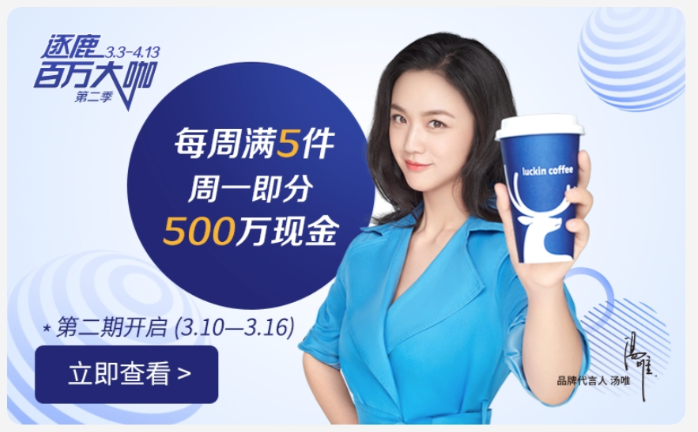 逐鹿
3.3-4.13
百万大咖
第二季
每周满5件
周一即分
500万现金
luckin coffee
* 第二期开启 (3.10—3.16)
立即查看 >
汤唯
品牌代言人 汤唯